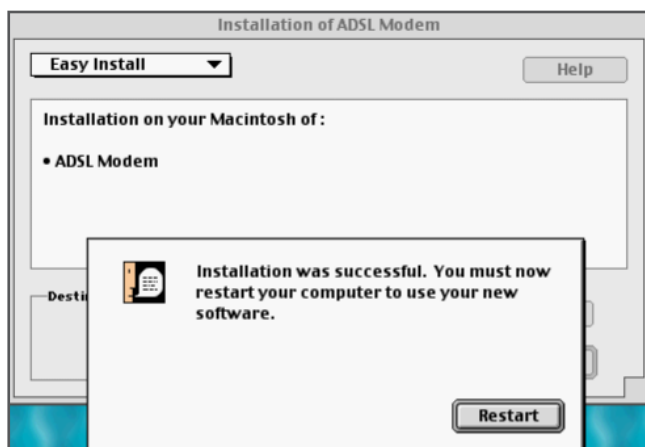 Installation of ADSL Modem
Easy Install
Help
Installation on your Macintosh of :
• ADSL Modem
Installation was successful. You must now
restart your computer to use your new
software.
Restart